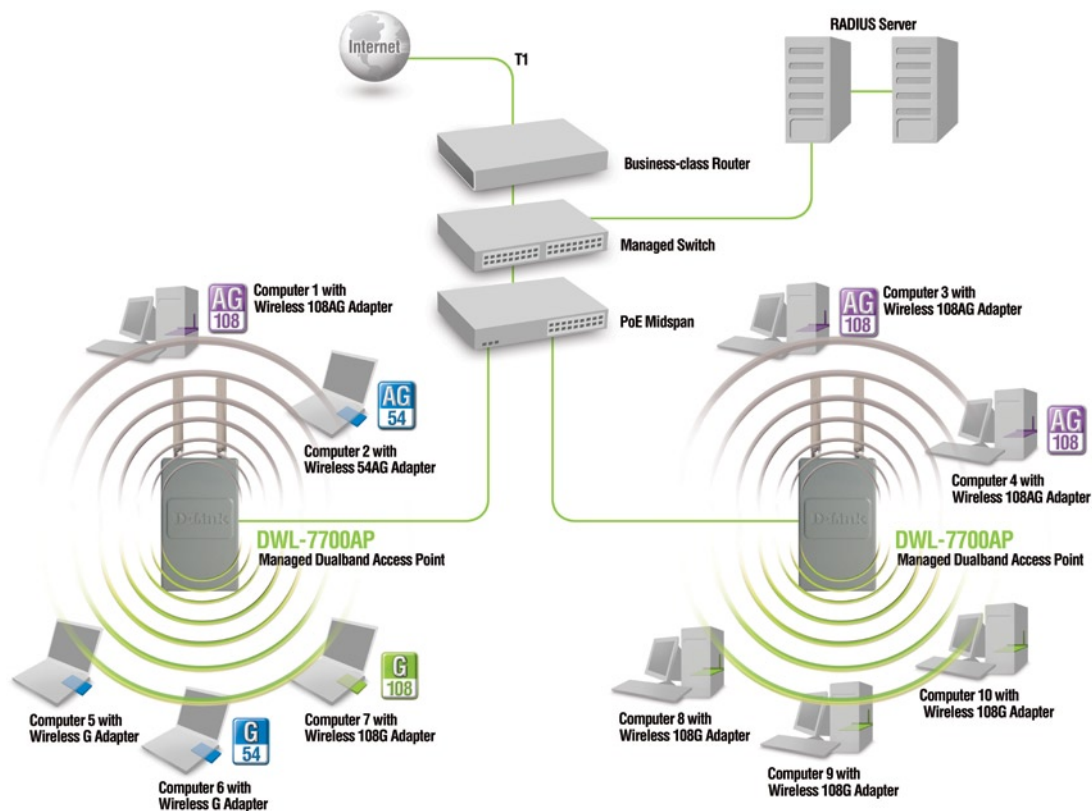 Internet
T1
RADIUS Server
Business-class Router
Managed Switch
PoE Midspan
Computer 1 with
Wireless 108AG Adapter
AG
108
Computer 2 with
Wireless 54AG Adapter
AG
54
Computer 3 with
Wireless 108AG Adapter
AG
108
Computer 4 with
Wireless 108AG Adapter
AG
108
D-Link
DWL-7700AP
Managed Dualband Access Point
D-Link
DWL-7700AP
Managed Dualband Access Point
Computer 5 with
Wireless G Adapter
Computer 6 with
Wireless G Adapter
G
54
Computer 7 with
Wireless 108G Adapter
G
108
Computer 8 with
Wireless 108G Adapter
Computer 9 with
Wireless 108G Adapter
Computer 10 with
Wireless 108G Adapter